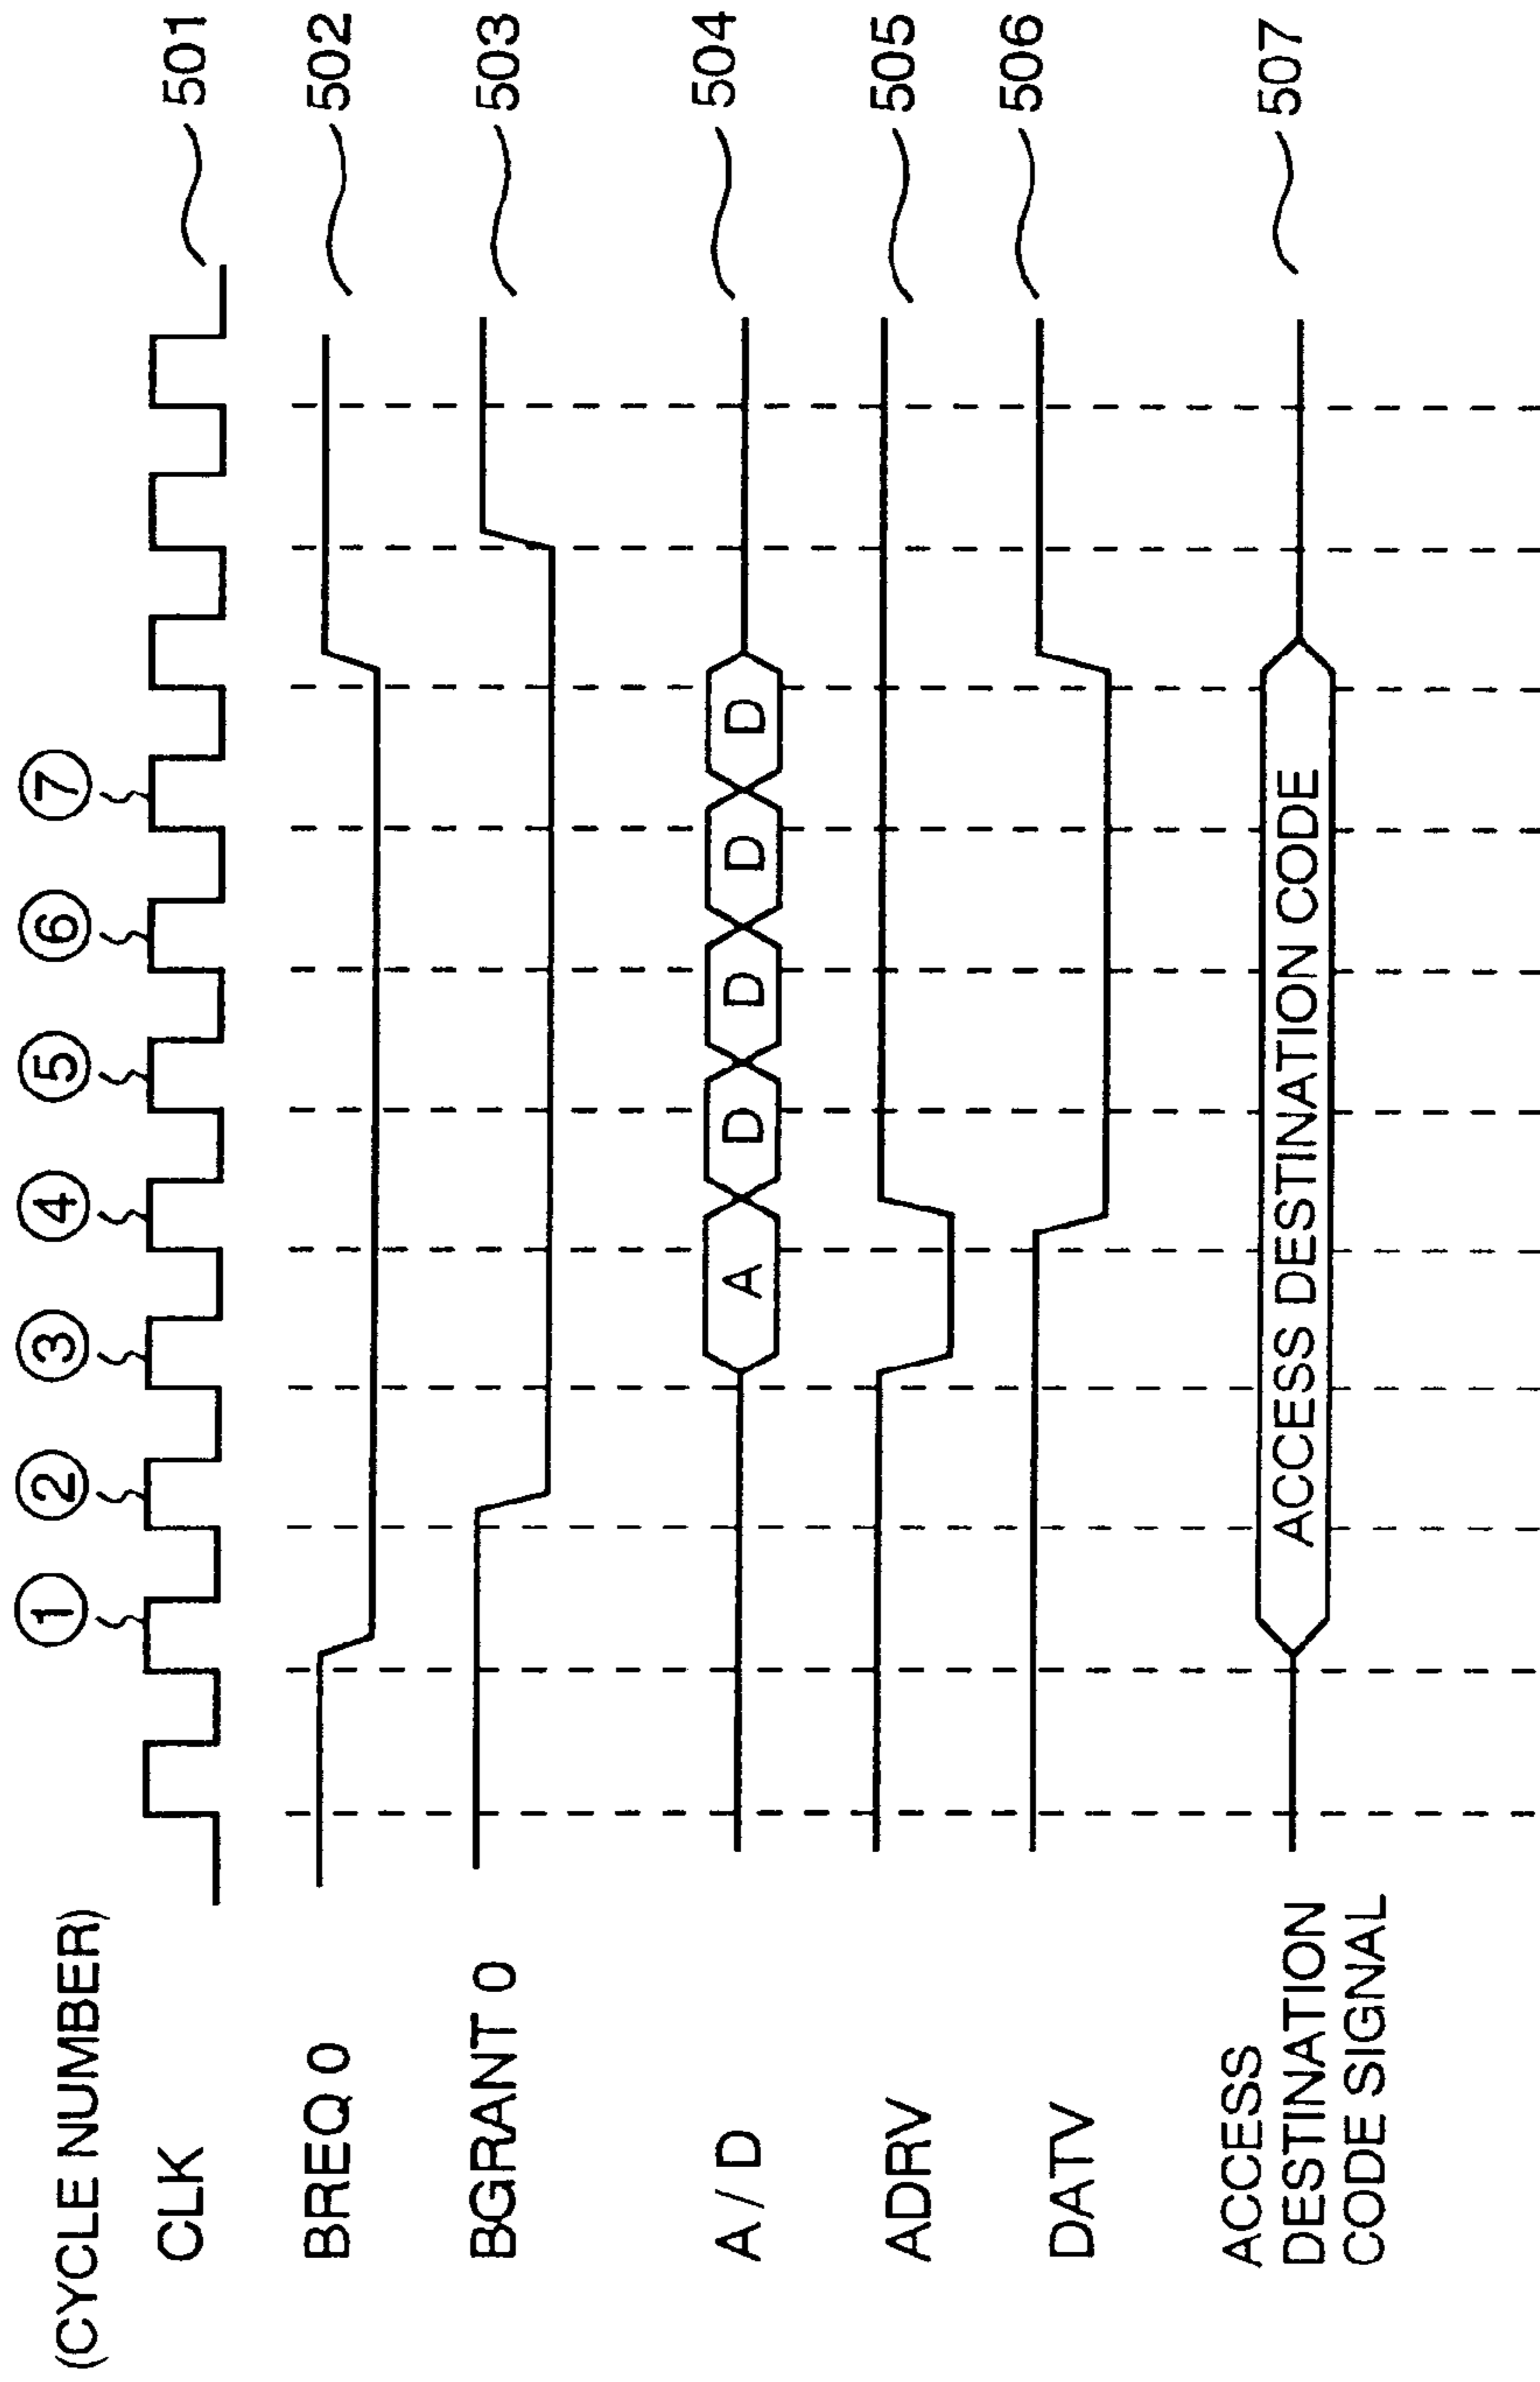 (CYCLE NUMBER) ① ② ③ ④ ⑤ ⑥ ⑦
CLK 501
BREQ 0 502
BGRANT 0 503
A / D A D D D D 504
ADRV 505
DATV 506
ACCESS
DESTINATION ACCESS DESTINATION CODE 507
CODE SIGNAL